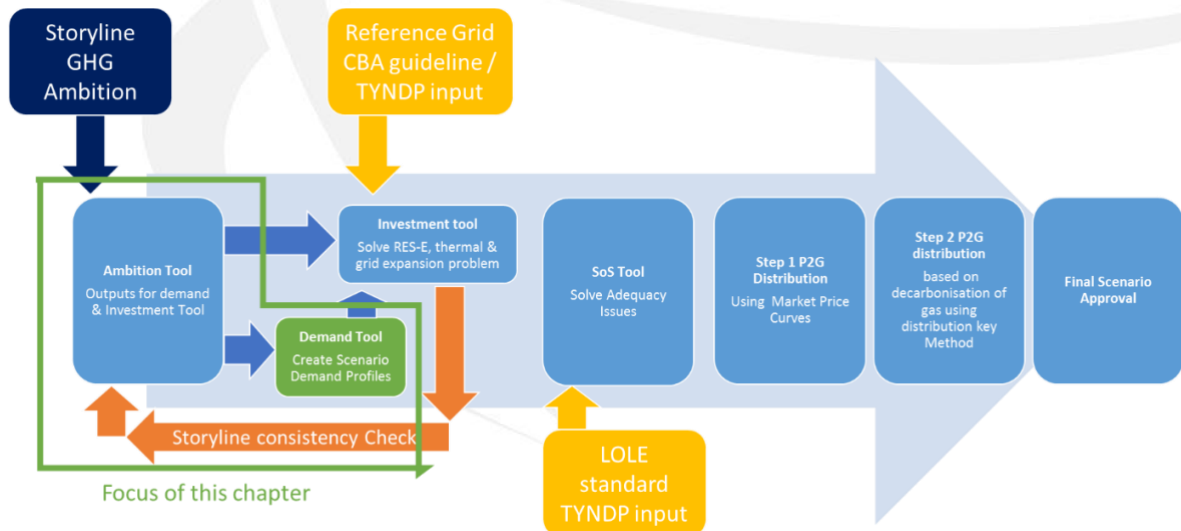 Storyline
GHG
Ambition
Reference Grid
CBA guideline /
TYNDP input
Ambition Tool
Outputs for demand
& Investment Tool
Investment tool
Solve RES-E, thermal &
grid expansion problem
Demand Tool
Create Scenario
Demand Profiles
SoS Tool
Solve Adequacy
Issues
Step 1 P2G
Distribution
Using Market Price
Curves
Step 2 P2G
distribution
based on
decarbonisation of
gas using
distribution key
Method
Final Scenario
Approval
Storyline consistency Check
Focus of this chapter
LOLE
standard
TYNDP input